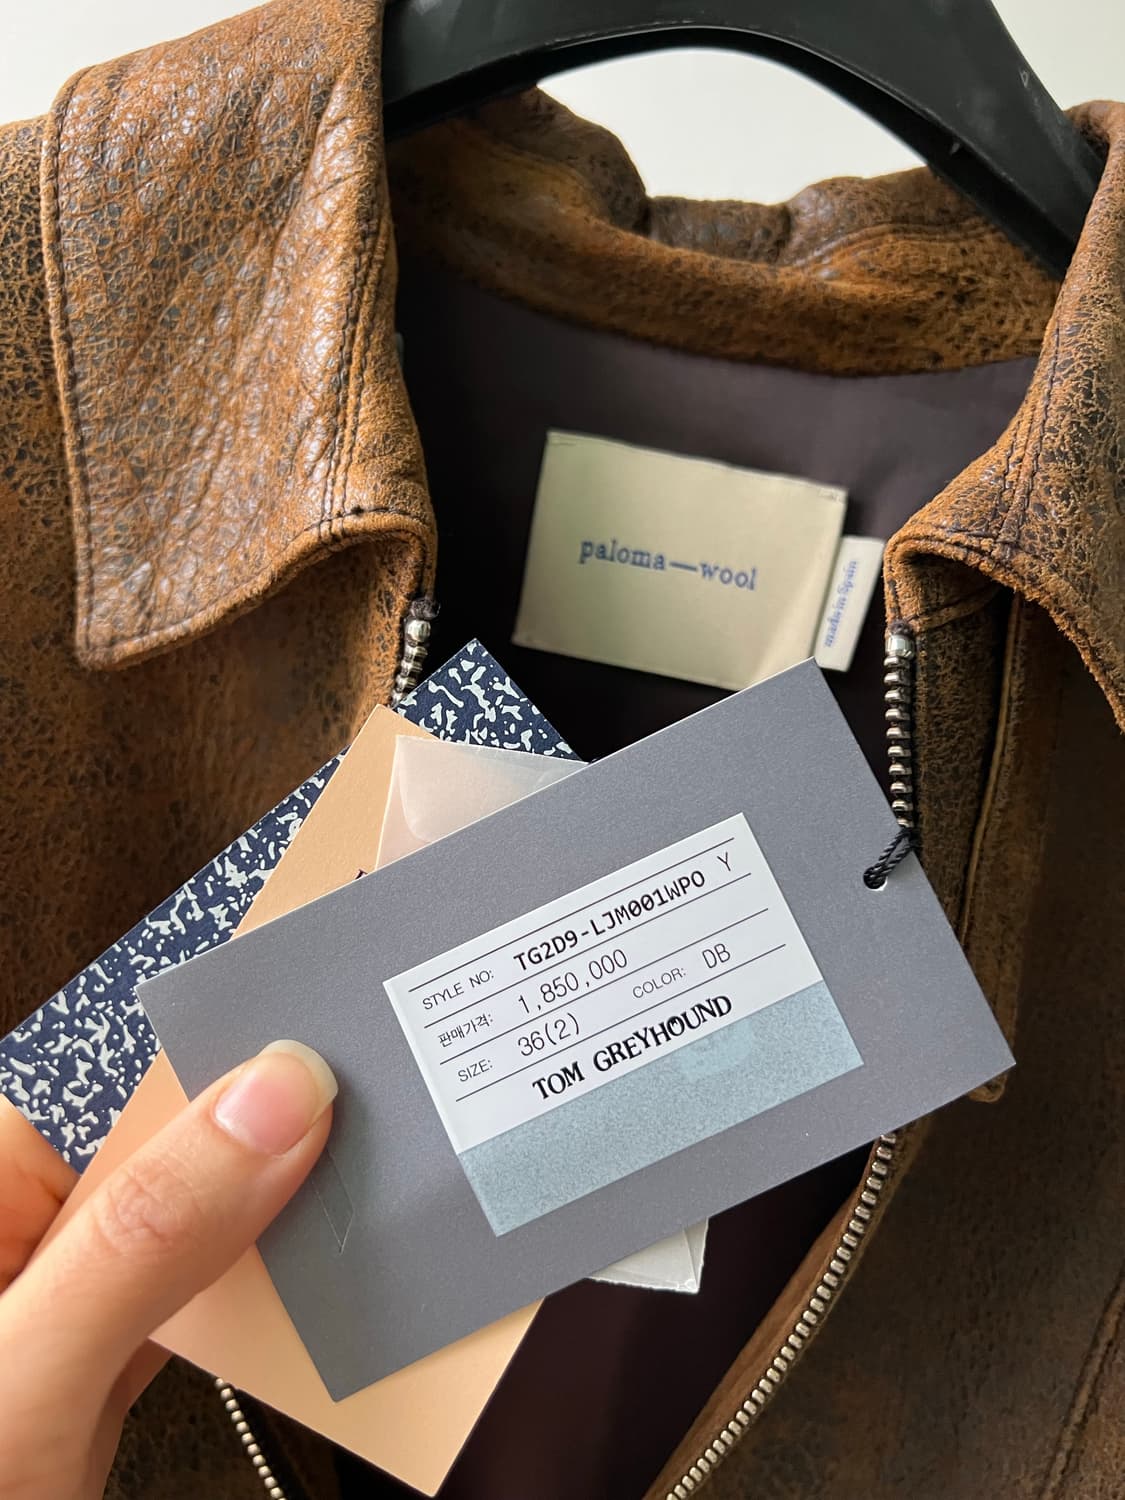 paloma—wool
made in Spain
STYLE NO: TG2D9-LJM001WPO Y
판매가격: 1,850,000
SIZE: 36(2) COLOR: DB
TOM GREYHOUND